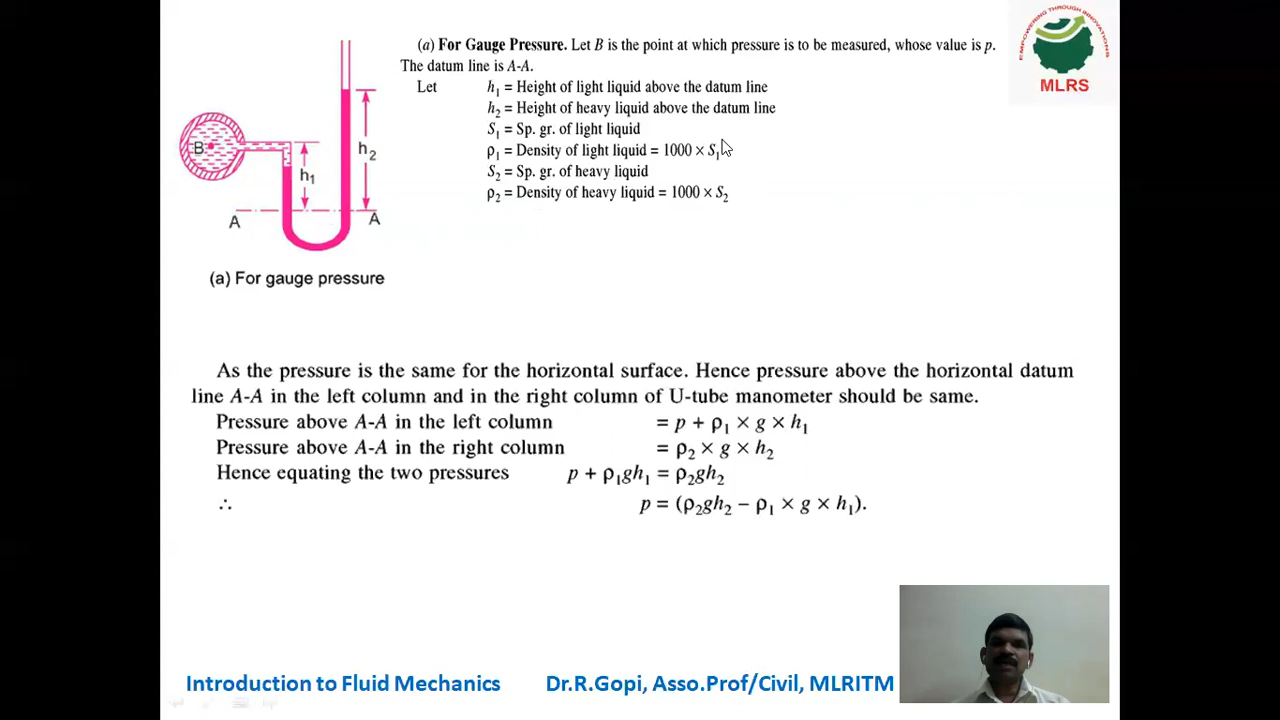 (a) For Gauge Pressure. Let B is the point at which pressure is to be measured, whose value is p.
The datum line is A-A.
Let h₁ = Height of light liquid above the datum line
h₂ = Height of heavy liquid above the datum line
S₁ = Sp. gr. of light liquid
ρ₁ = Density of light liquid = 1000 × S₁
S₂ = Sp. gr. of heavy liquid
ρ₂ = Density of heavy liquid = 1000 × S₂
EMPOWERING THROUGH INNOVATIONS
MLRS
B
h₁
h₂
A
A
(a) For gauge pressure
As the pressure is the same for the horizontal surface. Hence pressure above the horizontal datum
line A-A in the left column and in the right column of U-tube manometer should be same.
Pressure above A-A in the left column = p + ρ₁ × g × h₁
Pressure above A-A in the right column = ρ₂ × g × h₂
Hence equating the two pressures p + ρ₁gh₁ = ρ₂gh₂
∴ p = (ρ₂gh₂ − ρ₁ × g × h₁).
Introduction to Fluid Mechanics Dr.R.Gopi, Asso.Prof/Civil, MLRITM